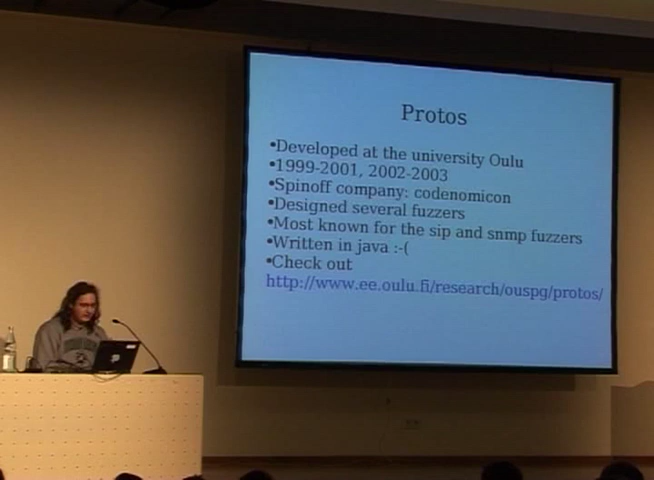 Protos
•Developed at the university Oulu
•1999-2001, 2002-2003
•Spinoff company: codenomicon
•Designed several fuzzers
•Most known for the sip and snmp fuzzers
•Written in java :-(
•Check out
http://www.ee.oulu.fi/research/ouspg/protos/